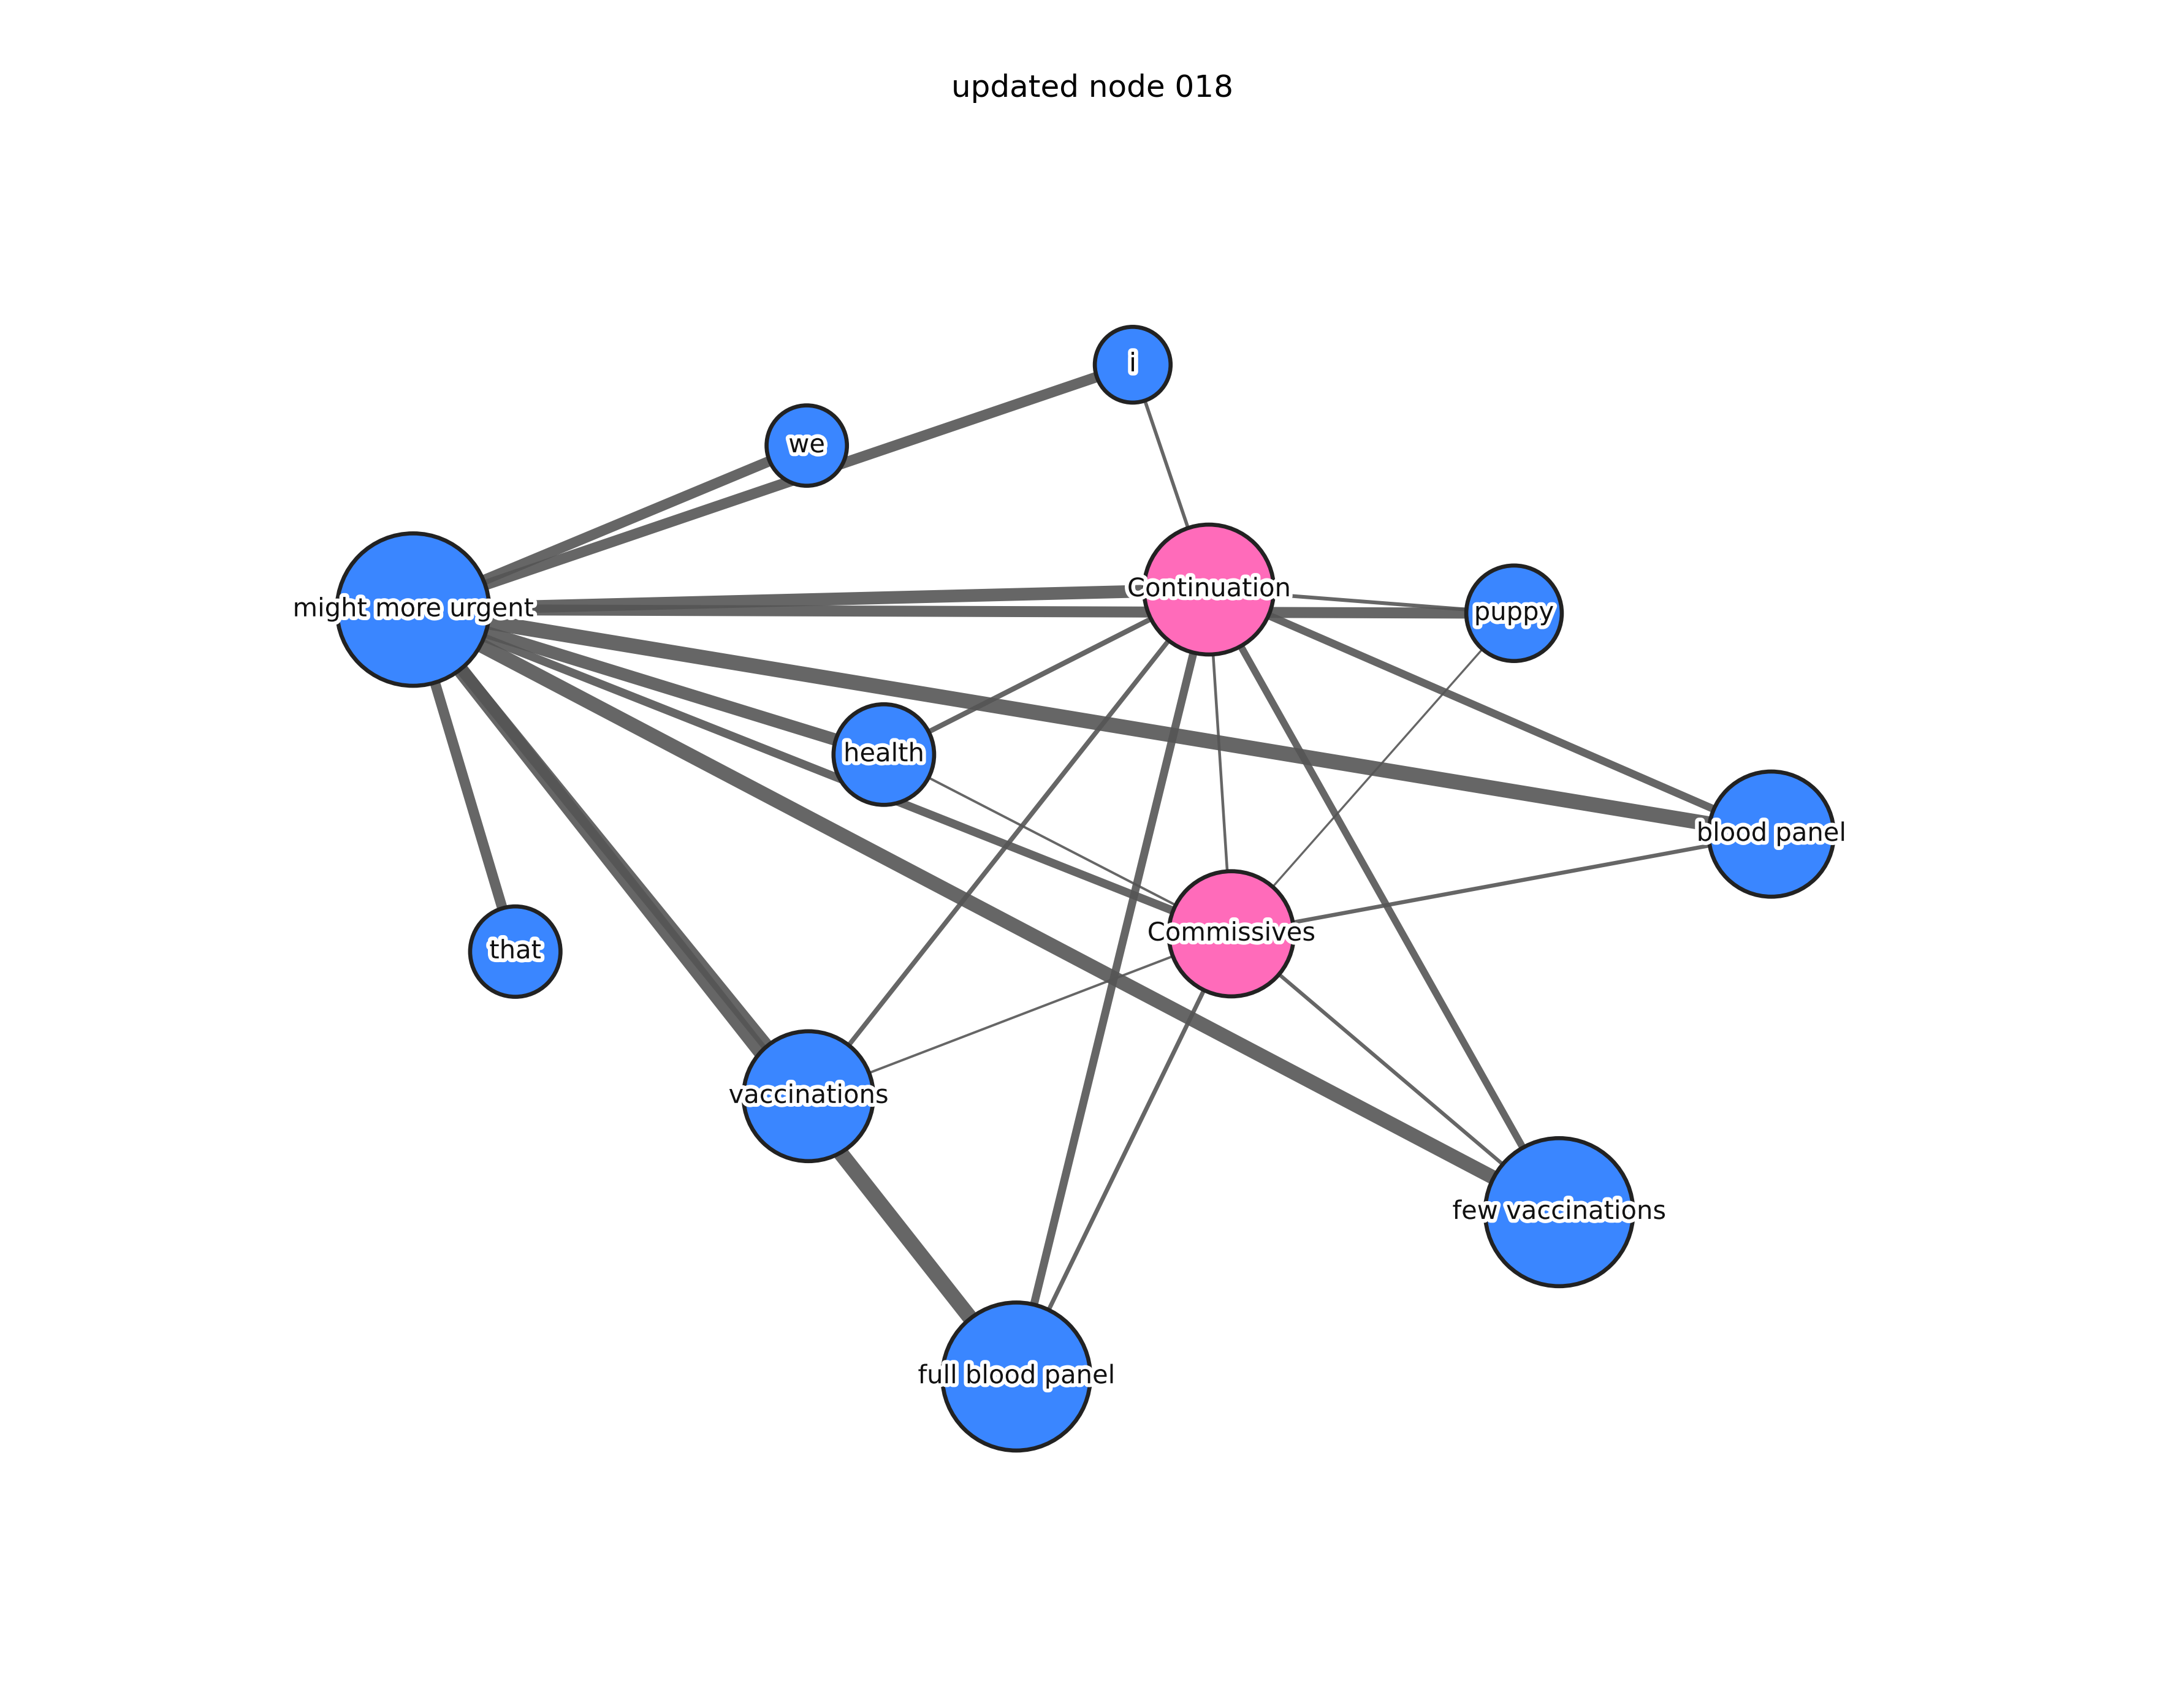 updated node 018
i
we
Continuation
might more urgent
puppy
health
blood panel
Commissives
that
vaccinations
few vaccinations
full blood panel